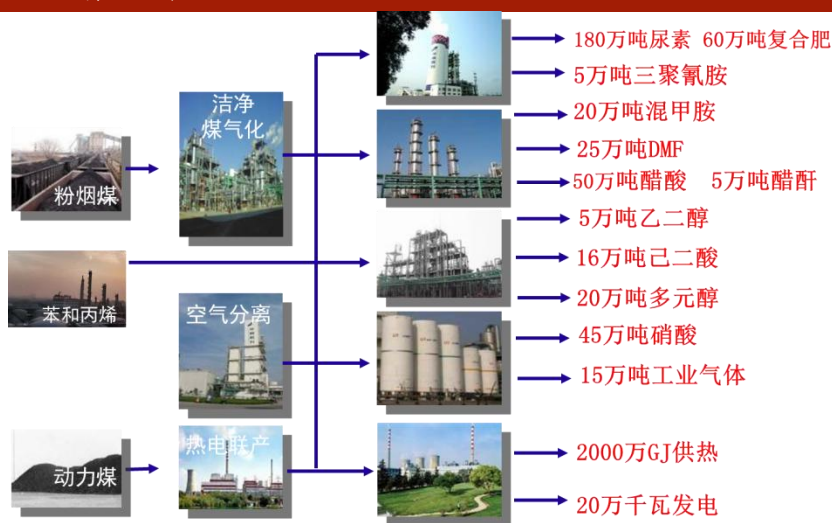 180万吨尿素 60万吨复合肥
5万吨三聚氰胺
洁净
煤气化
20万吨混甲胺
25万吨DMF
粉烟煤
50万吨醋酸 5万吨醋酐
5万吨乙二醇
16万吨己二酸
苯和丙烯
空气分离
20万吨多元醇
45万吨硝酸
15万吨工业气体
热电联产
动力煤
2000万GJ供热
20万千瓦发电